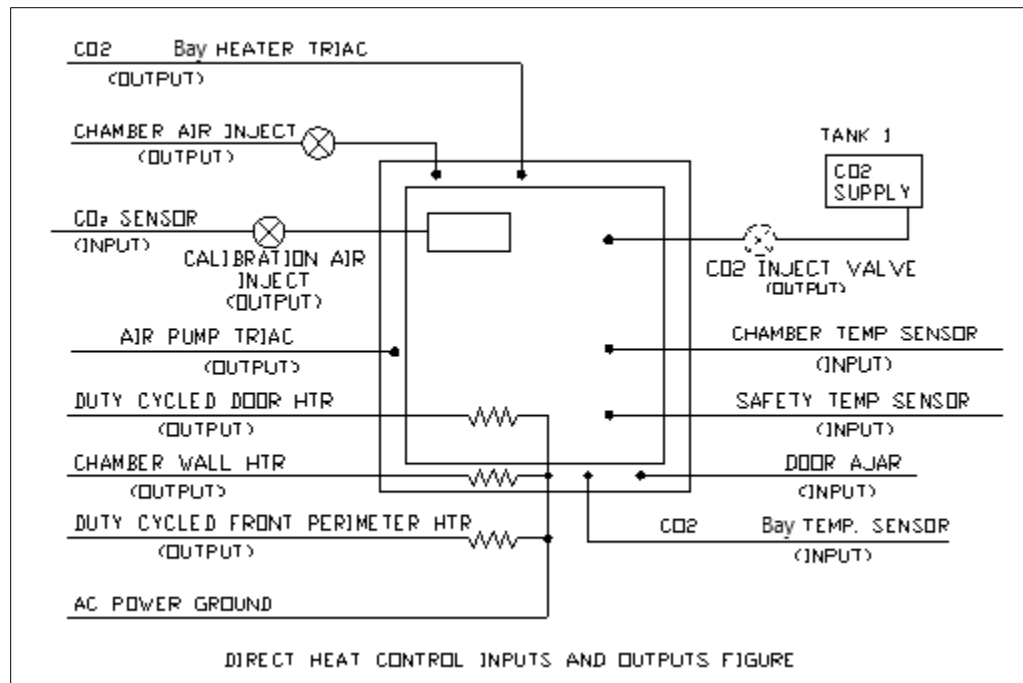 CO2 Bay HEATER TRIAC
(OUTPUT)
CHAMBER AIR INJECT
(OUTPUT)
TANK 1
CO2
SUPPLY
CO2 SENSOR
(INPUT)
CALIBRATION AIR
INJECT
(OUTPUT)
CO2 INJECT VALVE
(OUTPUT)
AIR PUMP TRIAC
(OUTPUT)
CHAMBER TEMP SENSOR
(INPUT)
DUTY CYCLED DOOR HTR
(OUTPUT)
SAFETY TEMP SENSOR
(INPUT)
CHAMBER WALL HTR
(OUTPUT)
DOOR AJAR
(INPUT)
DUTY CYCLED FRONT PERIMETER HTR
(OUTPUT)
CO2 Bay TEMP. SENSOR
(INPUT)
AC POWER GROUND
DIRECT HEAT CONTROL INPUTS AND OUTPUTS FIGURE